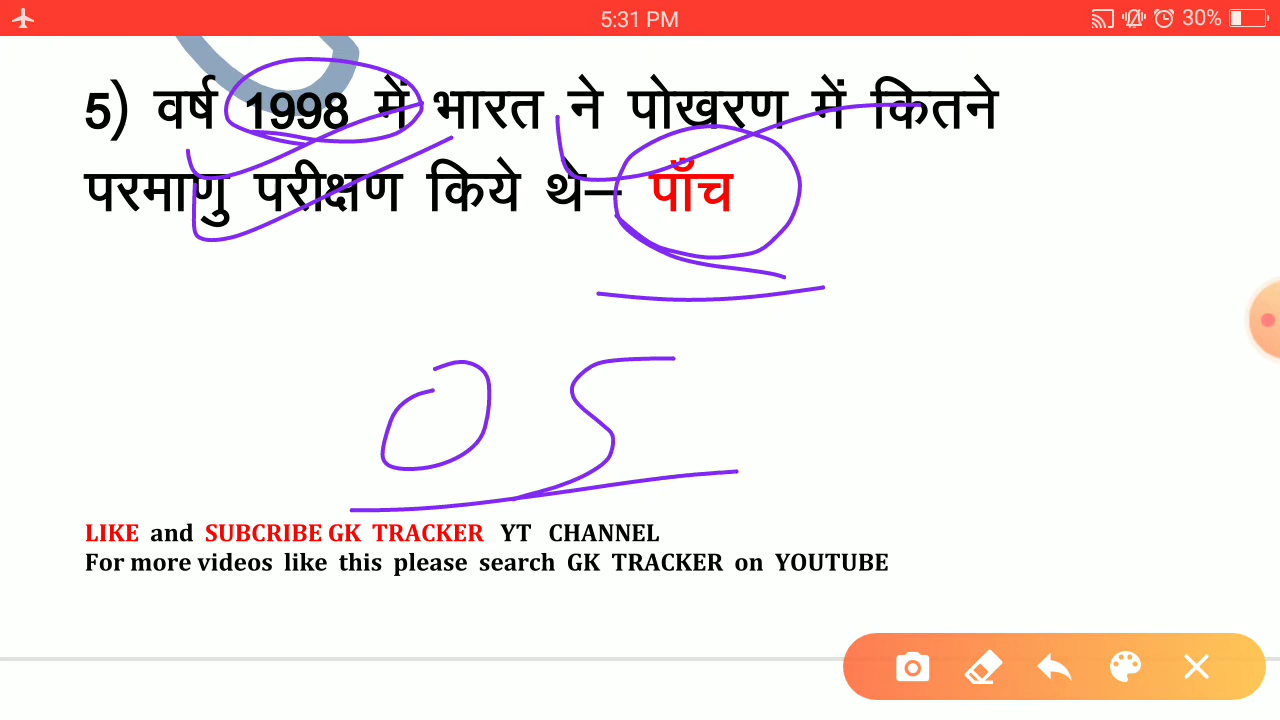 5:31 PM
30%
5) वर्ष 1998 में भारत ने पोखरण में कितने
परमाणु परीक्षण किये थे– पाँच
05
LIKE and SUBCRIBE GK TRACKER YT CHANNEL
For more videos like this please search GK TRACKER on YOUTUBE